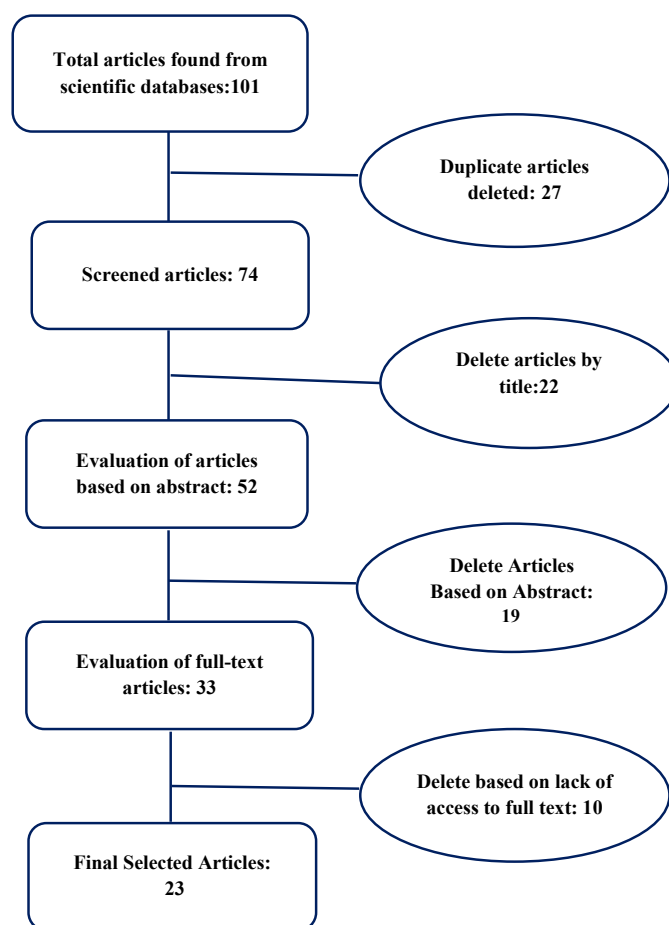 Total articles found from
scientific databases:101
Duplicate articles
deleted: 27
Screened articles: 74
Delete articles by
title:22
Evaluation of articles
based on abstract: 52
Delete Articles
Based on Abstract:
19
Evaluation of full-text
articles: 33
Delete based on lack of
access to full text: 10
Final Selected Articles:
23